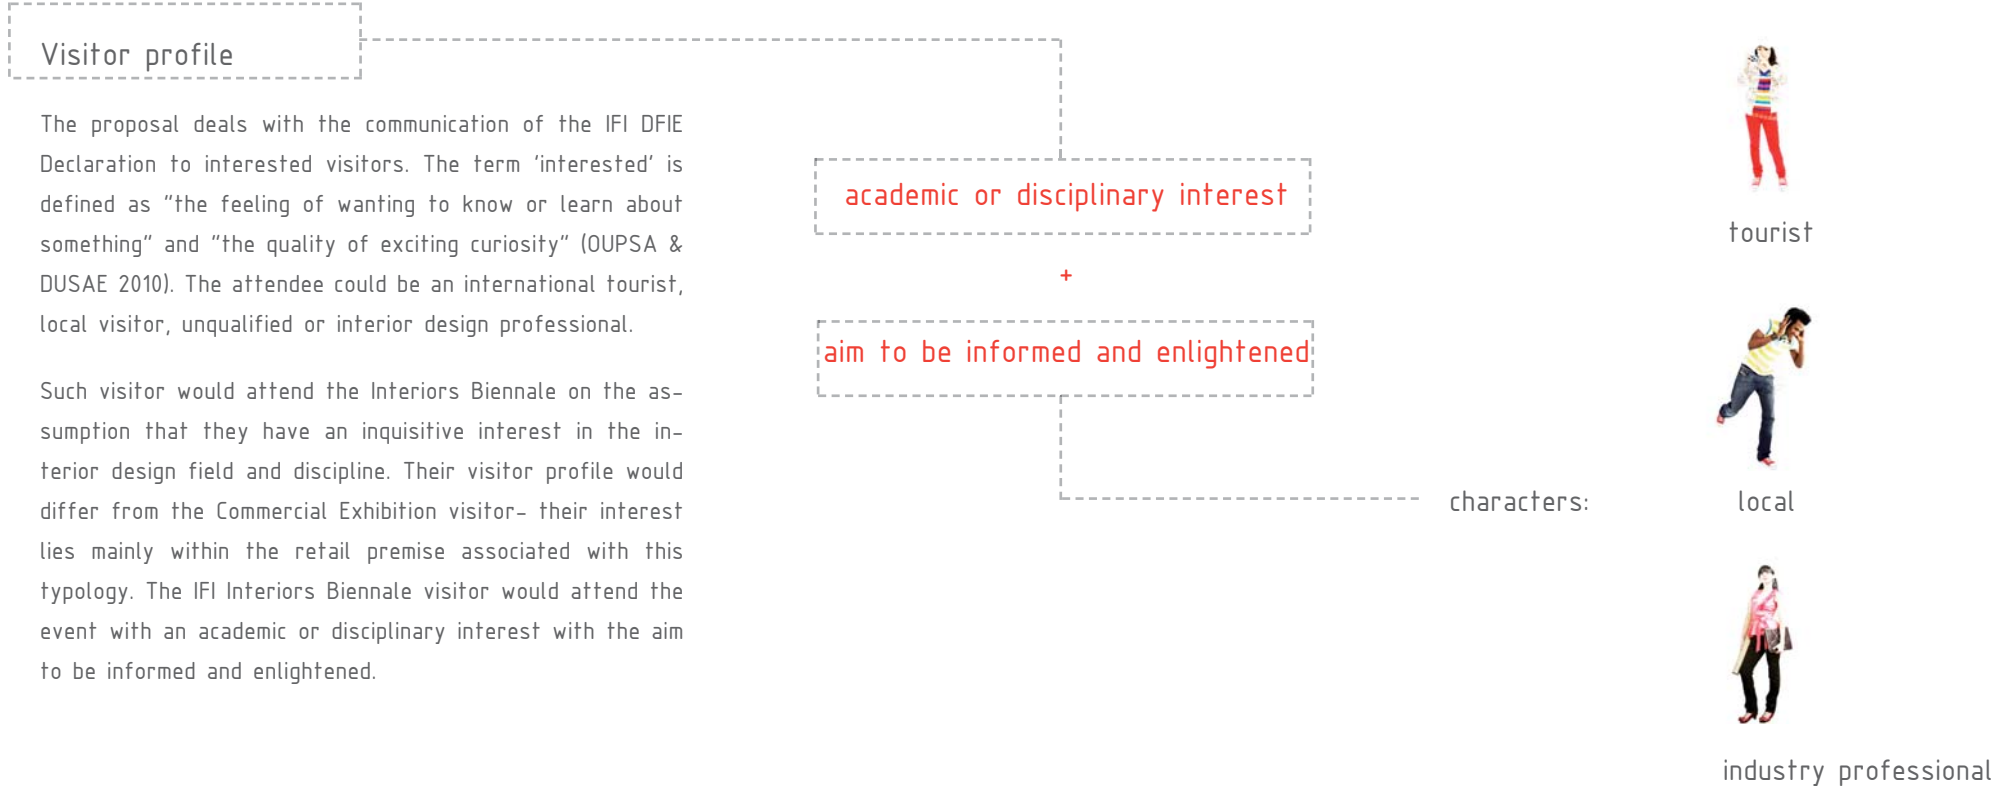 Visitor profile
The proposal deals with the communication of the IFI DFIE
Declaration to interested visitors. The term ‘interested’ is
defined as “the feeling of wanting to know or learn about
something” and “the quality of exciting curiosity” (OUPSA &
DUSAE 2010). The attendee could be an international tourist,
local visitor, unqualified or interior design professional.
Such visitor would attend the Interiors Biennale on the as-
sumption that they have an inquisitive interest in the in-
terior design field and discipline. Their visitor profile would
differ from the Commercial Exhibition visitor- their interest
lies mainly within the retail premise associated with this
typology. The IFI Interiors Biennale visitor would attend the
event with an academic or disciplinary interest with the aim
to be informed and enlightened.
academic or disciplinary interest
+
aim to be informed and enlightened
characters:
tourist
local
industry professional